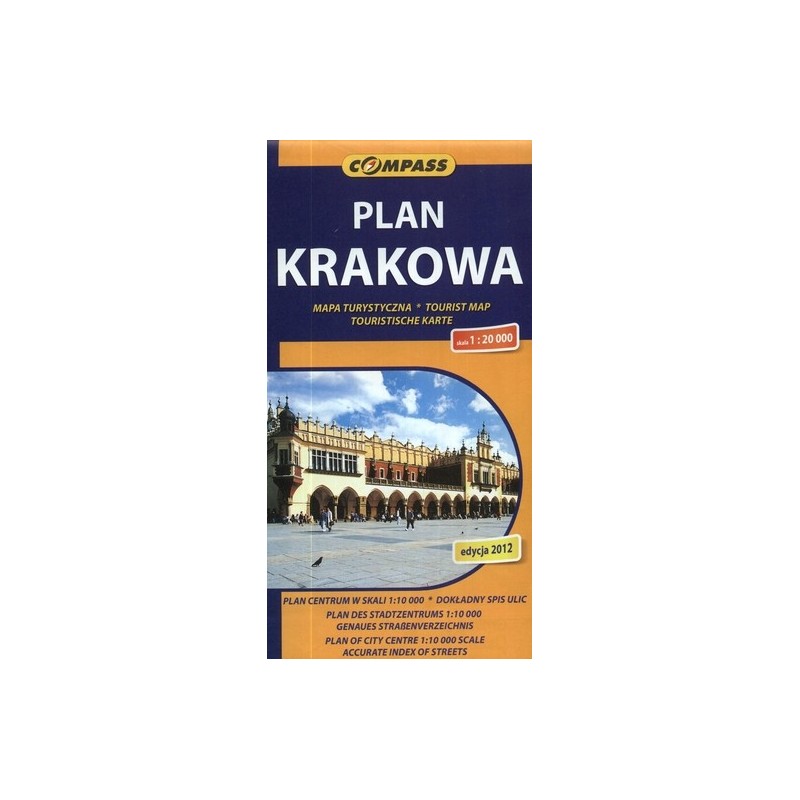 COMPASS
PLAN
KRAKOWA
MAPA TURYSTYCZNA * TOURIST MAP
TOURISTISCHE KARTE
skala 1 : 20 000
edycja 2012
PLAN CENTRUM W SKALI 1:10 000 * DOKŁADNY SPIS ULIC
PLAN DES STADTZENTRUMS 1:10 000
GENAUES STRAßENVERZEICHNIS
PLAN OF CITY CENTRE 1:10 000 SCALE
ACCURATE INDEX OF STREETS